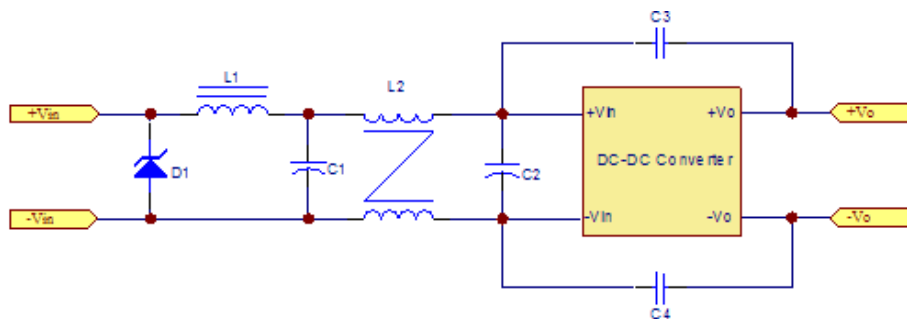 C3
L1
L2
+Vin
+Vin
+Vo
+Vo
D1
C1
C2
DC-DC Converter
-Vin
-Vin
-Vo
-Vo
C4